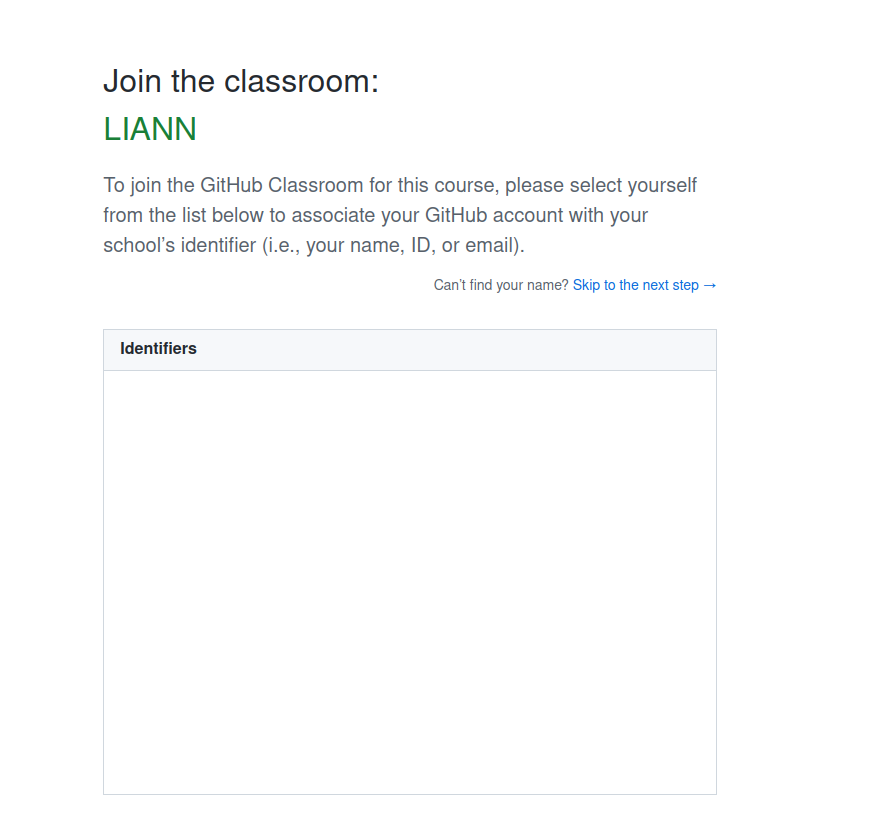 Join the classroom:
LIANN
To join the GitHub Classroom for this course, please select yourself
from the list below to associate your GitHub account with your
school’s identifier (i.e., your name, ID, or email).
Can’t find your name? Skip to the next step →
Identifiers